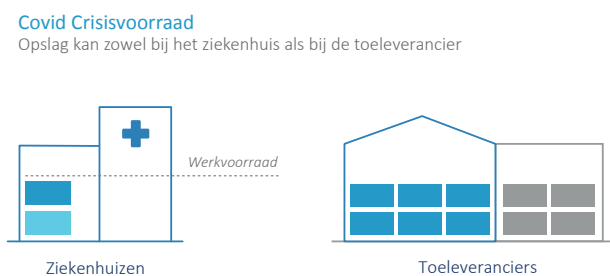 Covid Crisisvoorraad
Opslag kan zowel bij het ziekenhuis als bij de toeleverancier
Werkvoorraad
Ziekenhuizen
Toeleveranciers